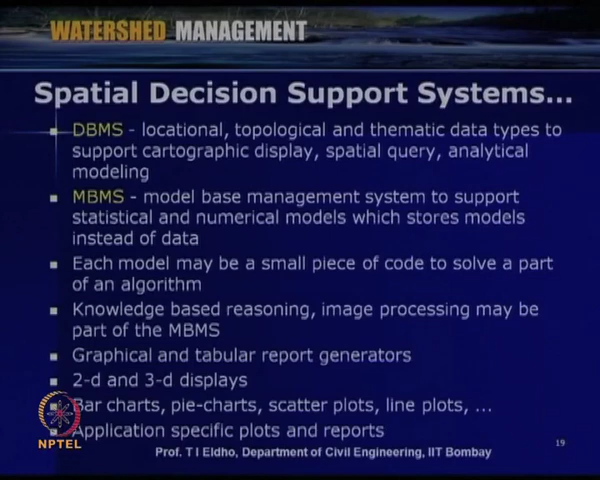 WATERSHED MANAGEMENT
Spatial Decision Support Systems...
DBMS - locational, topological and thematic data types to
support cartographic display, spatial query, analytical
modeling
MBMS - model base management system to support
statistical and numerical models which stores models
instead of data
Each model may be a small piece of code to solve a part
of an algorithm
Knowledge based reasoning, image processing may be
part of the MBMS
Graphical and tabular report generators
2-d and 3-d displays
Bar charts, pie-charts, scatter plots, line plots, ...
Application specific plots and reports
NPTEL
Prof. T I Eldho, Department of Civil Engineering, IIT Bombay
19